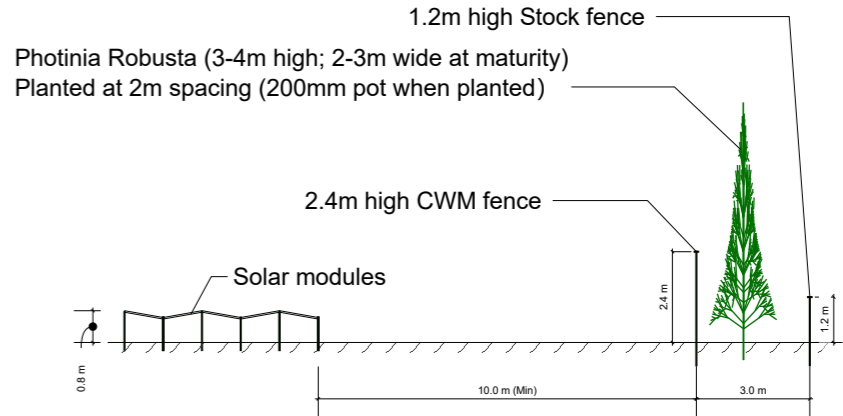 1.2m high Stock fence
Photinia Robusta (3-4m high; 2-3m wide at maturity)
Planted at 2m spacing (200mm pot when planted)
2.4m high CWM fence
Solar modules
2.4 m
1.2 m
0.8 m
10.0 m (Min)
3.0 m